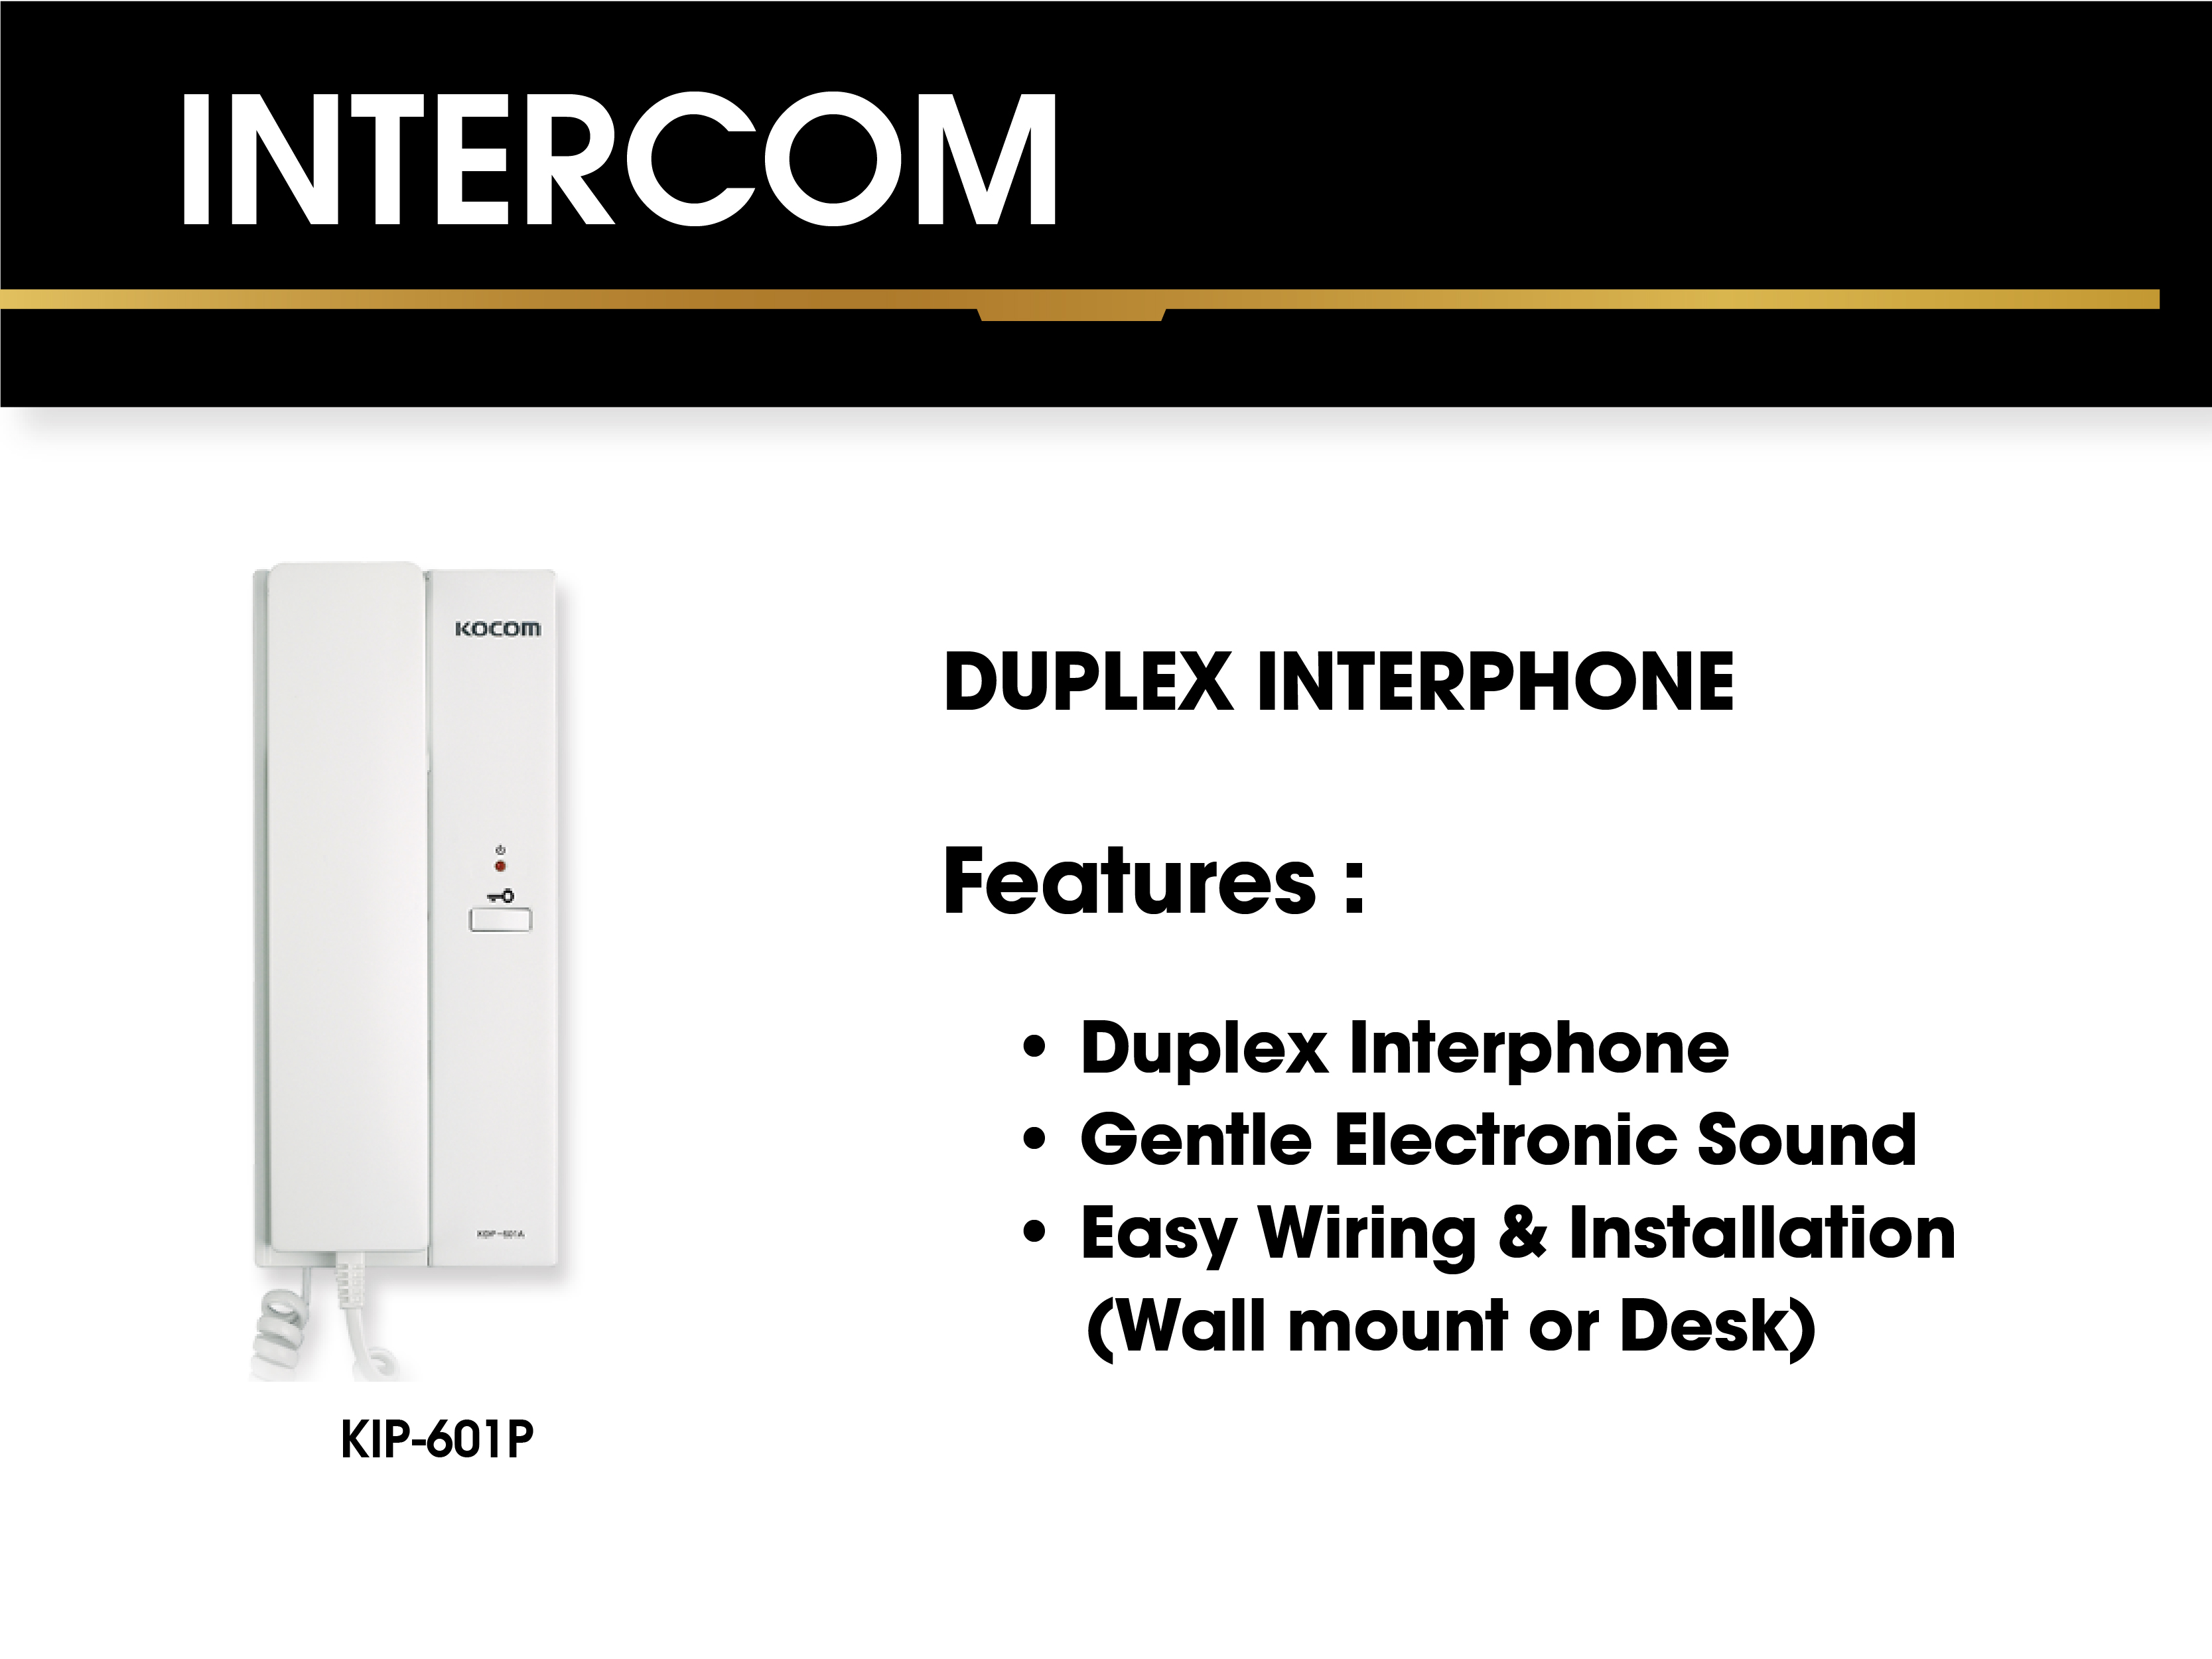 INTERCOM
KOCOM
DUPLEX INTERPHONE
Features :
• Duplex Interphone
• Gentle Electronic Sound
• Easy Wiring & Installation
(Wall mount or Desk)
KIP-601P